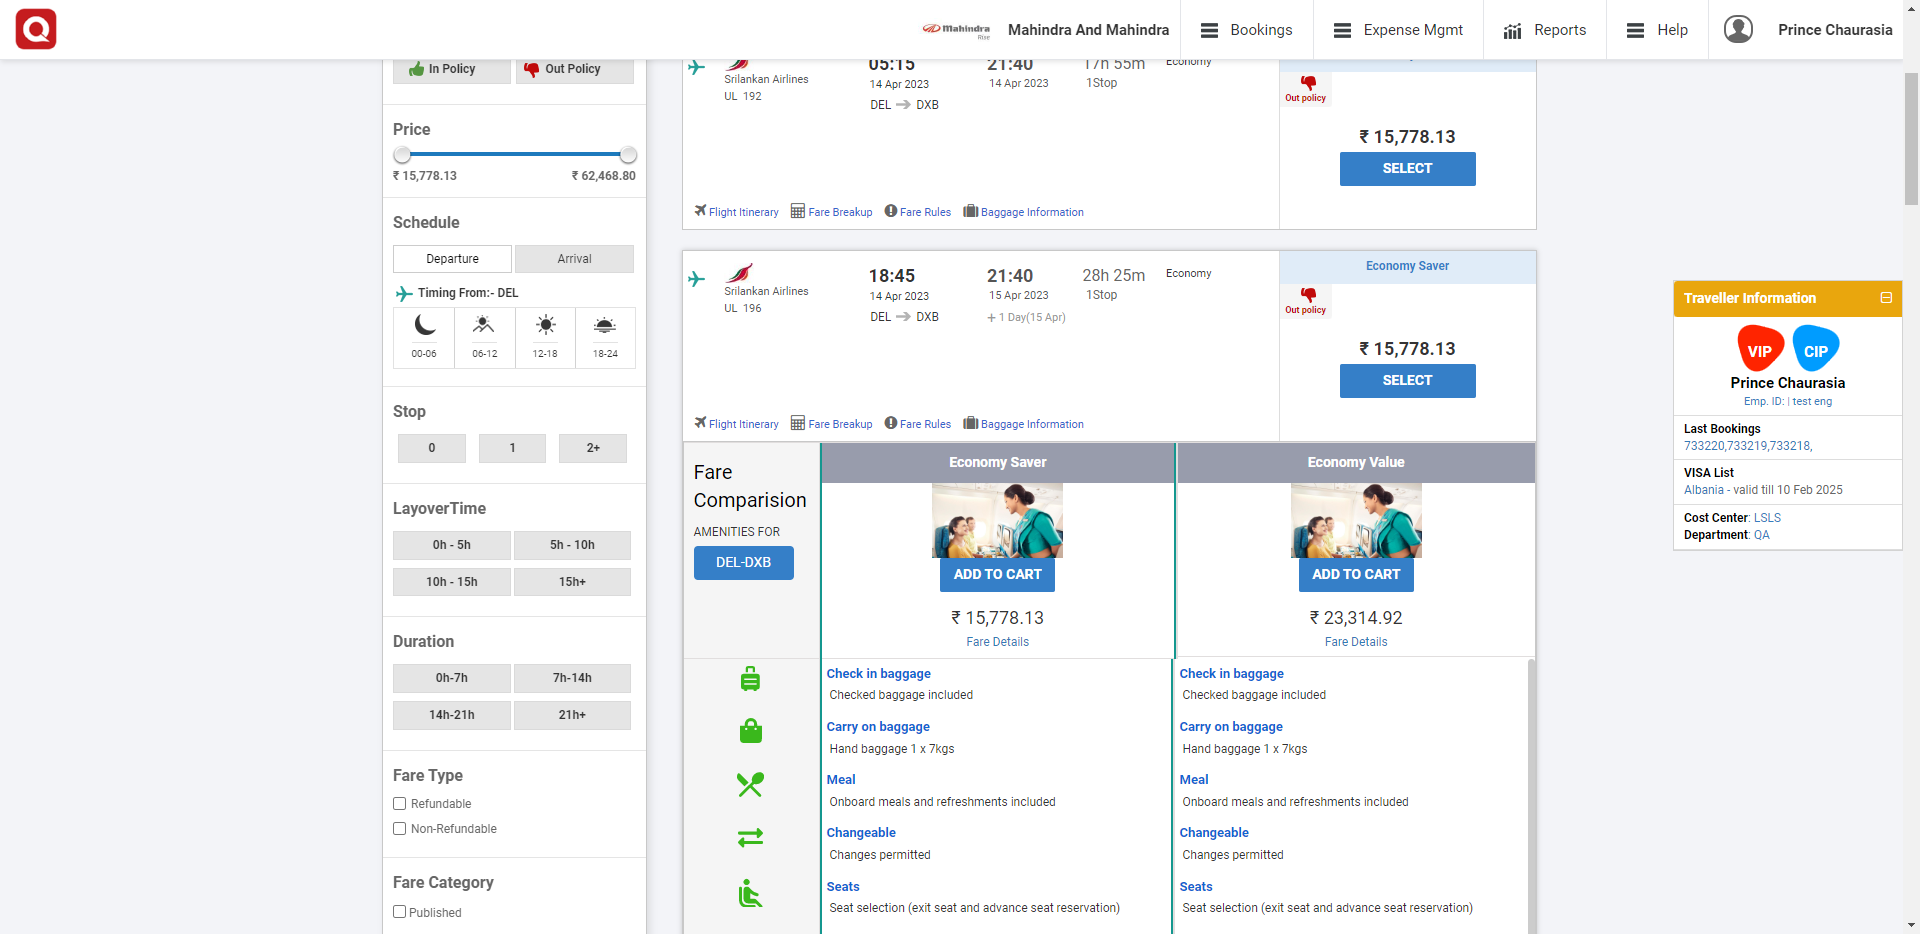 Q
Mahindra
Rise
Mahindra And Mahindra
Bookings
Expense Mgmt
Reports
Help
Prince Chaurasia
In Policy
Out Policy
Price
₹ 15,778.13
₹ 62,468.80
Schedule
Departure
Arrival
Timing From:- DEL
00-06
06-12
12-18
18-24
Stop
0
1
2+
LayoverTime
0h - 5h
5h - 10h
10h - 15h
15h+
Duration
0h-7h
7h-14h
14h-21h
21h+
Fare Type
Refundable
Non-Refundable
Fare Category
Published
Srilankan Airlines
UL 192
05:15
14 Apr 2023
DEL DXB
21:40
14 Apr 2023
17h 55m
1Stop
Economy
Out policy
₹ 15,778.13
SELECT
Flight Itinerary
Fare Breakup
Fare Rules
Baggage Information
Srilankan Airlines
UL 196
18:45
14 Apr 2023
DEL DXB
21:40
15 Apr 2023
+ 1 Day(15 Apr)
28h 25m
1Stop
Economy
Economy Saver
Out policy
₹ 15,778.13
SELECT
Flight Itinerary
Fare Breakup
Fare Rules
Baggage Information
Fare
Comparision
AMENITIES FOR
DEL-DXB
Economy Saver
ADD TO CART
₹ 15,778.13
Fare Details
Economy Value
ADD TO CART
₹ 23,314.92
Fare Details
Check in baggage
Checked baggage included
Carry on baggage
Hand baggage 1 x 7kgs
Meal
Onboard meals and refreshments included
Changeable
Changes permitted
Seats
Seat selection (exit seat and advance seat reservation)
Check in baggage
Checked baggage included
Carry on baggage
Hand baggage 1 x 7kgs
Meal
Onboard meals and refreshments included
Changeable
Changes permitted
Seats
Seat selection (exit seat and advance seat reservation)
Traveller Information
VIP
CIP
Prince Chaurasia
Emp. ID: | test eng
Last Bookings
733220,733219,733218,
VISA List
Albania - valid till 10 Feb 2025
Cost Center: LSLS
Department: QA